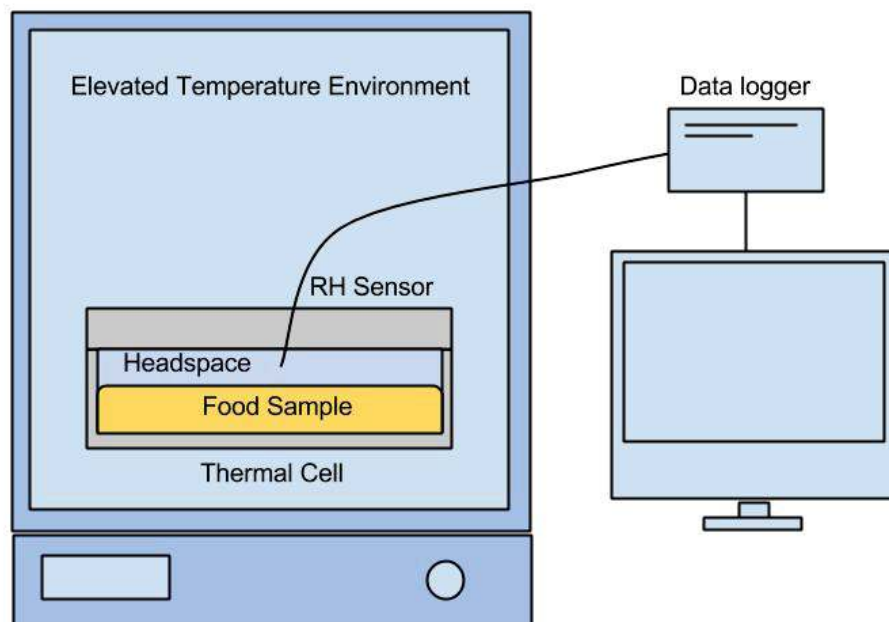 Elevated Temperature Environment
Data logger
RH Sensor
Headspace
Food Sample
Thermal Cell